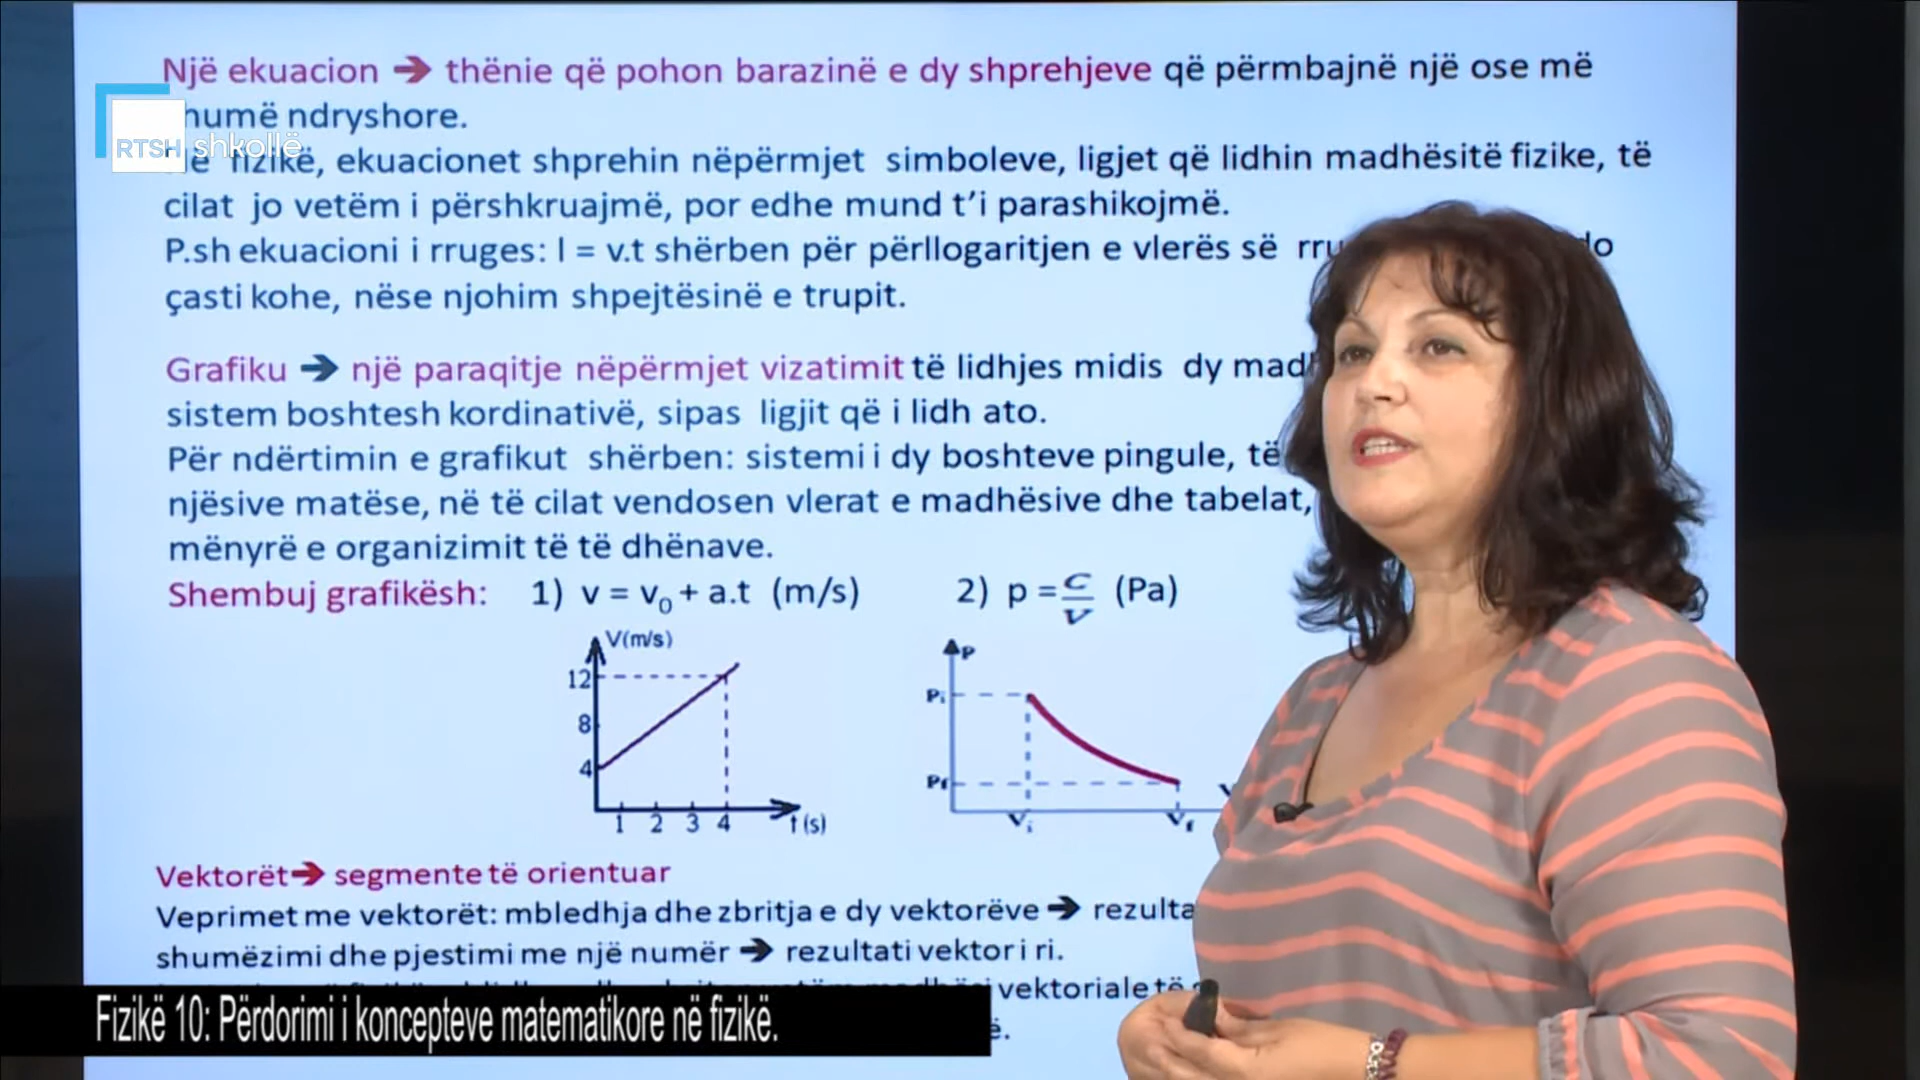 Një ekuacion ➔ thënie që pohon barazinë e dy shprehjeve që përmbajnë një ose më
humë ndryshore.
RTSH shkollë
fizikë, ekuacionet shprehin nëpërmjet simboleve, ligjet që lidhin madhësitë fizike, të
cilat jo vetëm i përshkruajmë, por edhe mund t'i parashikojmë.
P.sh ekuacioni i rruges: l = v.t shërben për përllogaritjen e vlerës së
çasti kohe, nëse njohim shpejtësinë e trupit.
Grafiku ➔ një paraqitje nëpërmjet vizatimit të lidhjes midis dy
sistem boshtesh kordinativë, sipas ligjit që i lidh ato.
Për ndërtimin e grafikut shërben: sistemi i dy boshteve pingule, të
njësive matëse, në të cilat vendosen vlerat e madhësive dhe tabelat,
mënyrë e organizimit të të dhënave.
Shembuj grafikësh: 1) v = v₀ + a.t (m/s) 2) p = C/V (Pa)
V(m/s)
12
8
4
1 2 3 4 t(s)
P
Pi
Pf
Vi Vf
Vektorët ➔ segmente të orientuar
Veprimet me vektorët: mbledhja dhe zbritja e dy vektorëve ➔ rezulta
shumëzimi dhe pjestimi me një numër ➔ rezultati vektor i ri.
vektoriale të
Fizikë 10: Përdorimi i koncepteve matematikore në fizikë.